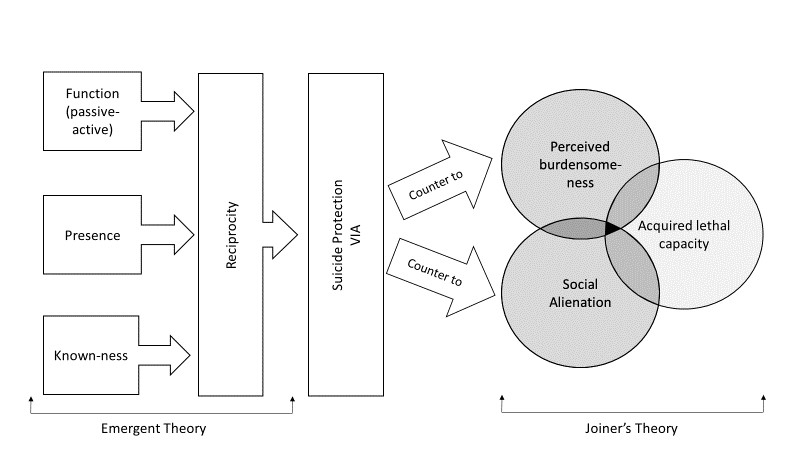 Function
(passive-
active)
Presence
Known-ness
Reciprocity
Suicide Protection
VIA
Counter to
Counter to
Perceived
burdensome-
ness
Acquired lethal
capacity
Social
Alienation
Emergent Theory
Joiner's Theory